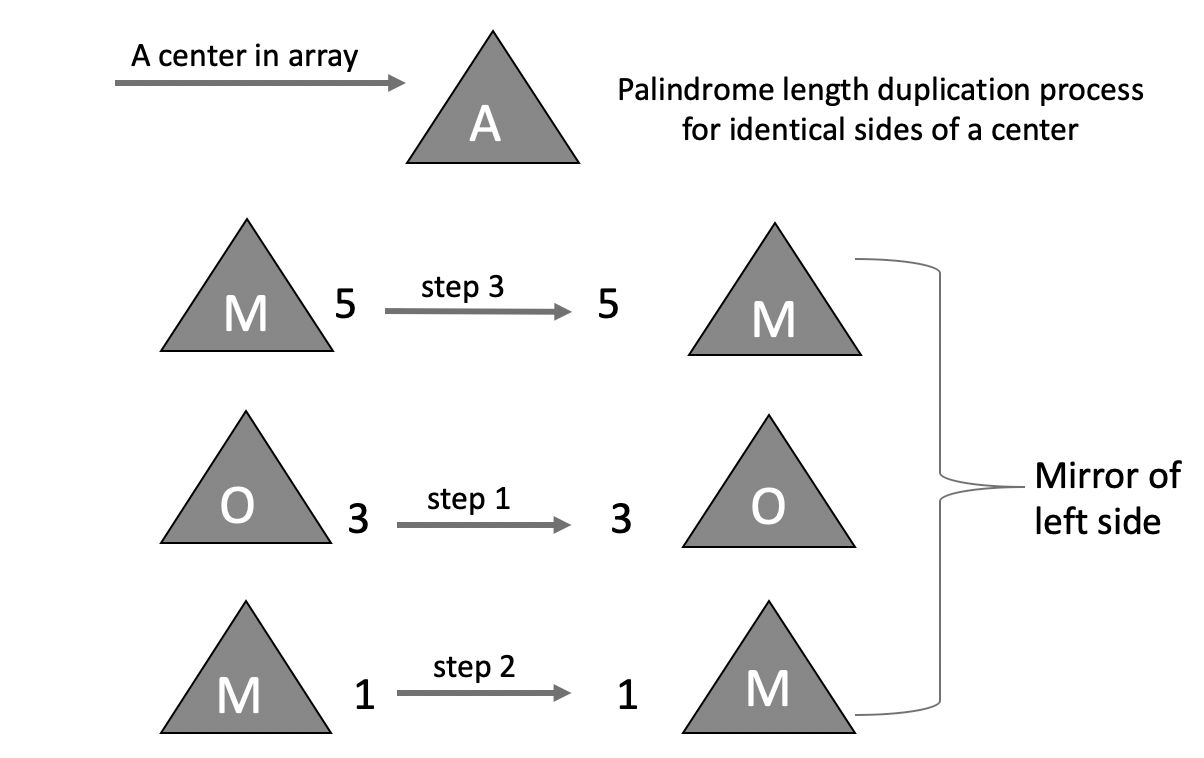 A center in array
A
Palindrome length duplication process
for identical sides of a center
M
5
step 3
5
M
O
3
step 1
3
O
Mirror of
left side
M
1
step 2
1
M